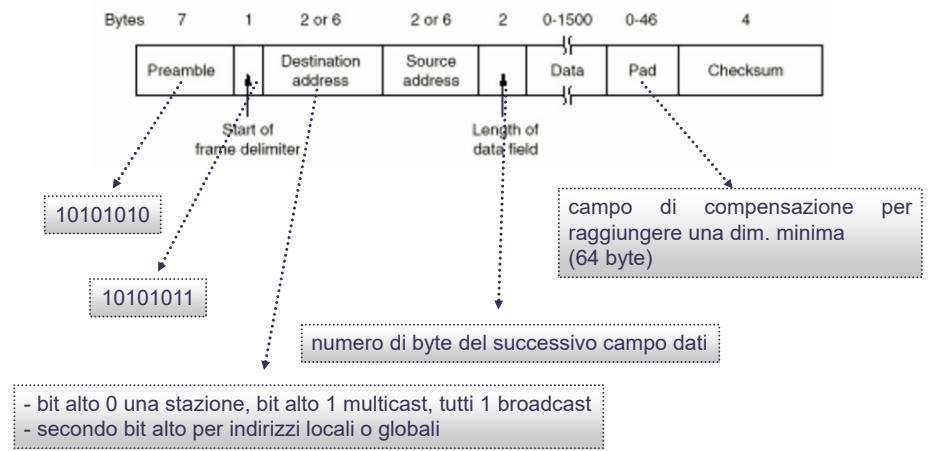 Bytes 7 1 2 or 6 2 or 6 2 0-1500 0-46 4
Preamble Destination address Source address Data Pad Checksum
Start of
frame delimiter
Length of
data field
10101010
campo di compensazione per
raggiungere una dim. minima
(64 byte)
10101011
numero di byte del successivo campo dati
- bit alto 0 una stazione, bit alto 1 multicast, tutti 1 broadcast
- secondo bit alto per indirizzi locali o globali